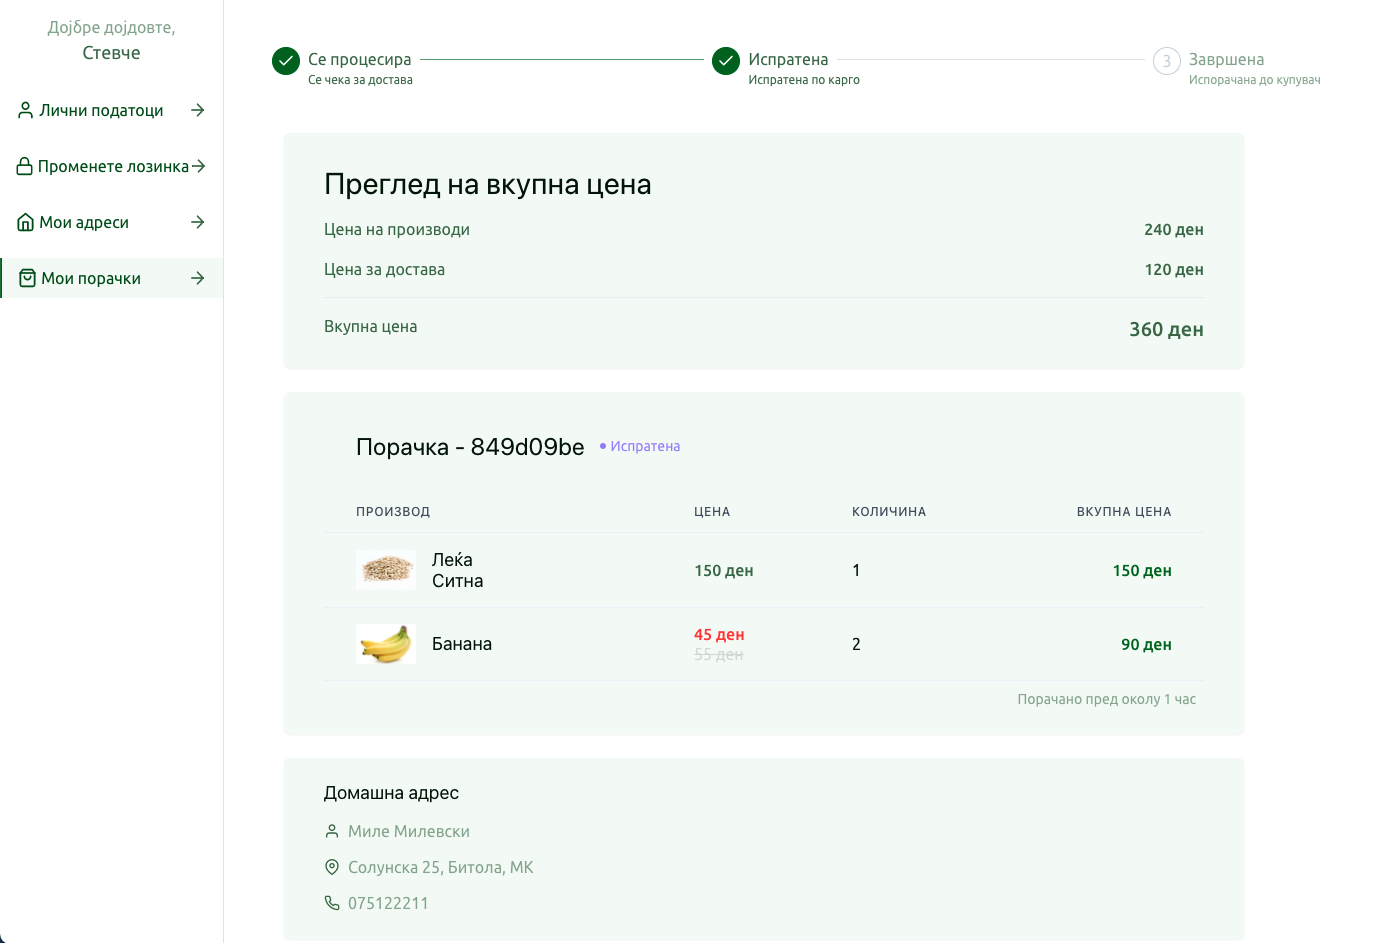 Дојбре дојдовте,
Стевче
Лични податоци
Променете лозинка
Мои адреси
Мои порачки
Се процесира
Се чека за достава
Испратена
Испратена по карго
3
Завршена
Испорачана до купувач
Преглед на вкупна цена
Цена на производи 240 ден
Цена за достава 120 ден
Вкупна цена 360 ден
Порачка - 849d09be • Испратена
ПРОИЗВОД ЦЕНА КОЛИЧИНА ВКУПНА ЦЕНА
Леќа
Ситна
150 ден 1 150 ден
Банана
45 ден
55 ден
2 90 ден
Порачано пред околу 1 час
Домашна адрес
Миле Милевски
Солунска 25, Битола, МК
075122211